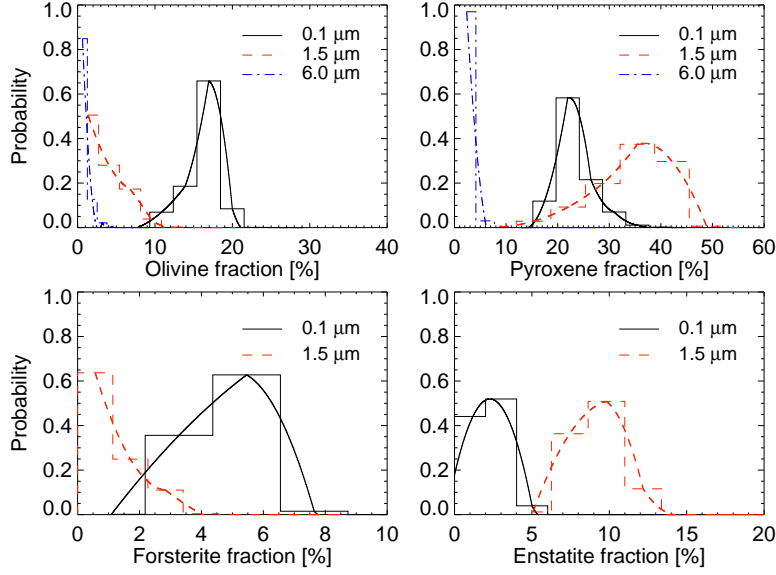 1.0
0.8
0.6
0.4
0.2
0.0
Probability
0 10 20 30 40
Olivine fraction [%]
0.1 µm
1.5 µm
6.0 µm
1.0
0.8
0.6
0.4
0.2
0.0
0 10 20 30 40 50 60
Pyroxene fraction [%]
0.1 µm
1.5 µm
6.0 µm
1.0
0.8
0.6
0.4
0.2
0.0
Probability
0 2 4 6 8 10
Forsterite fraction [%]
0.1 µm
1.5 µm
1.0
0.8
0.6
0.4
0.2
0.0
0 5 10 15 20
Enstatite fraction [%]
0.1 µm
1.5 µm